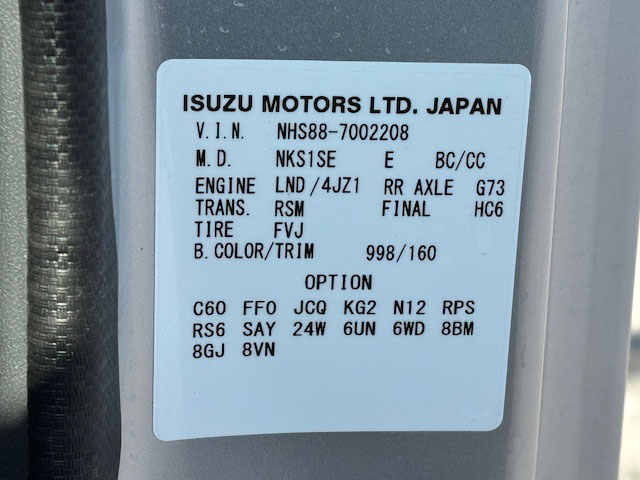 ISUZU MOTORS LTD. JAPAN
V.I.N. NHS88-7002208
M.D. NKS1SE E BC/CC
ENGINE LND/4JZ1 RR AXLE G73
TRANS. RSM FINAL HC6
TIRE FVJ
B.COLOR/TRIM 998/160
OPTION
C60 FF0 JCQ KG2 N12 RPS
RS6 SAY 24W 6UN 6WD 8BM
8GJ 8VN